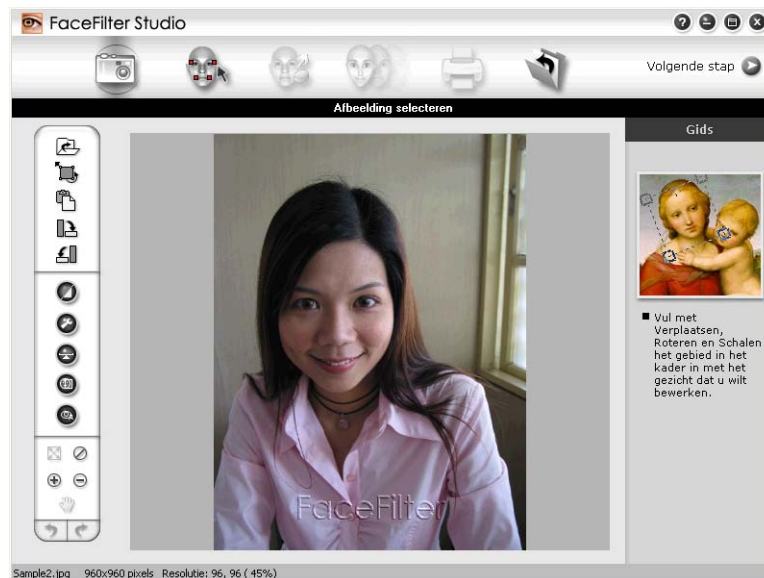 FaceFilter Studio
Volgende stap
Afbeelding selecteren
Gids
Vul met
Verplaatsen,
Roteren en Schalen
het gebied in het
kader in met het
gezicht dat u wilt
bewerken.
FaceFilter
Sample2.jpg 960x960 pixels Resolutie: 96, 96 ( 45%)